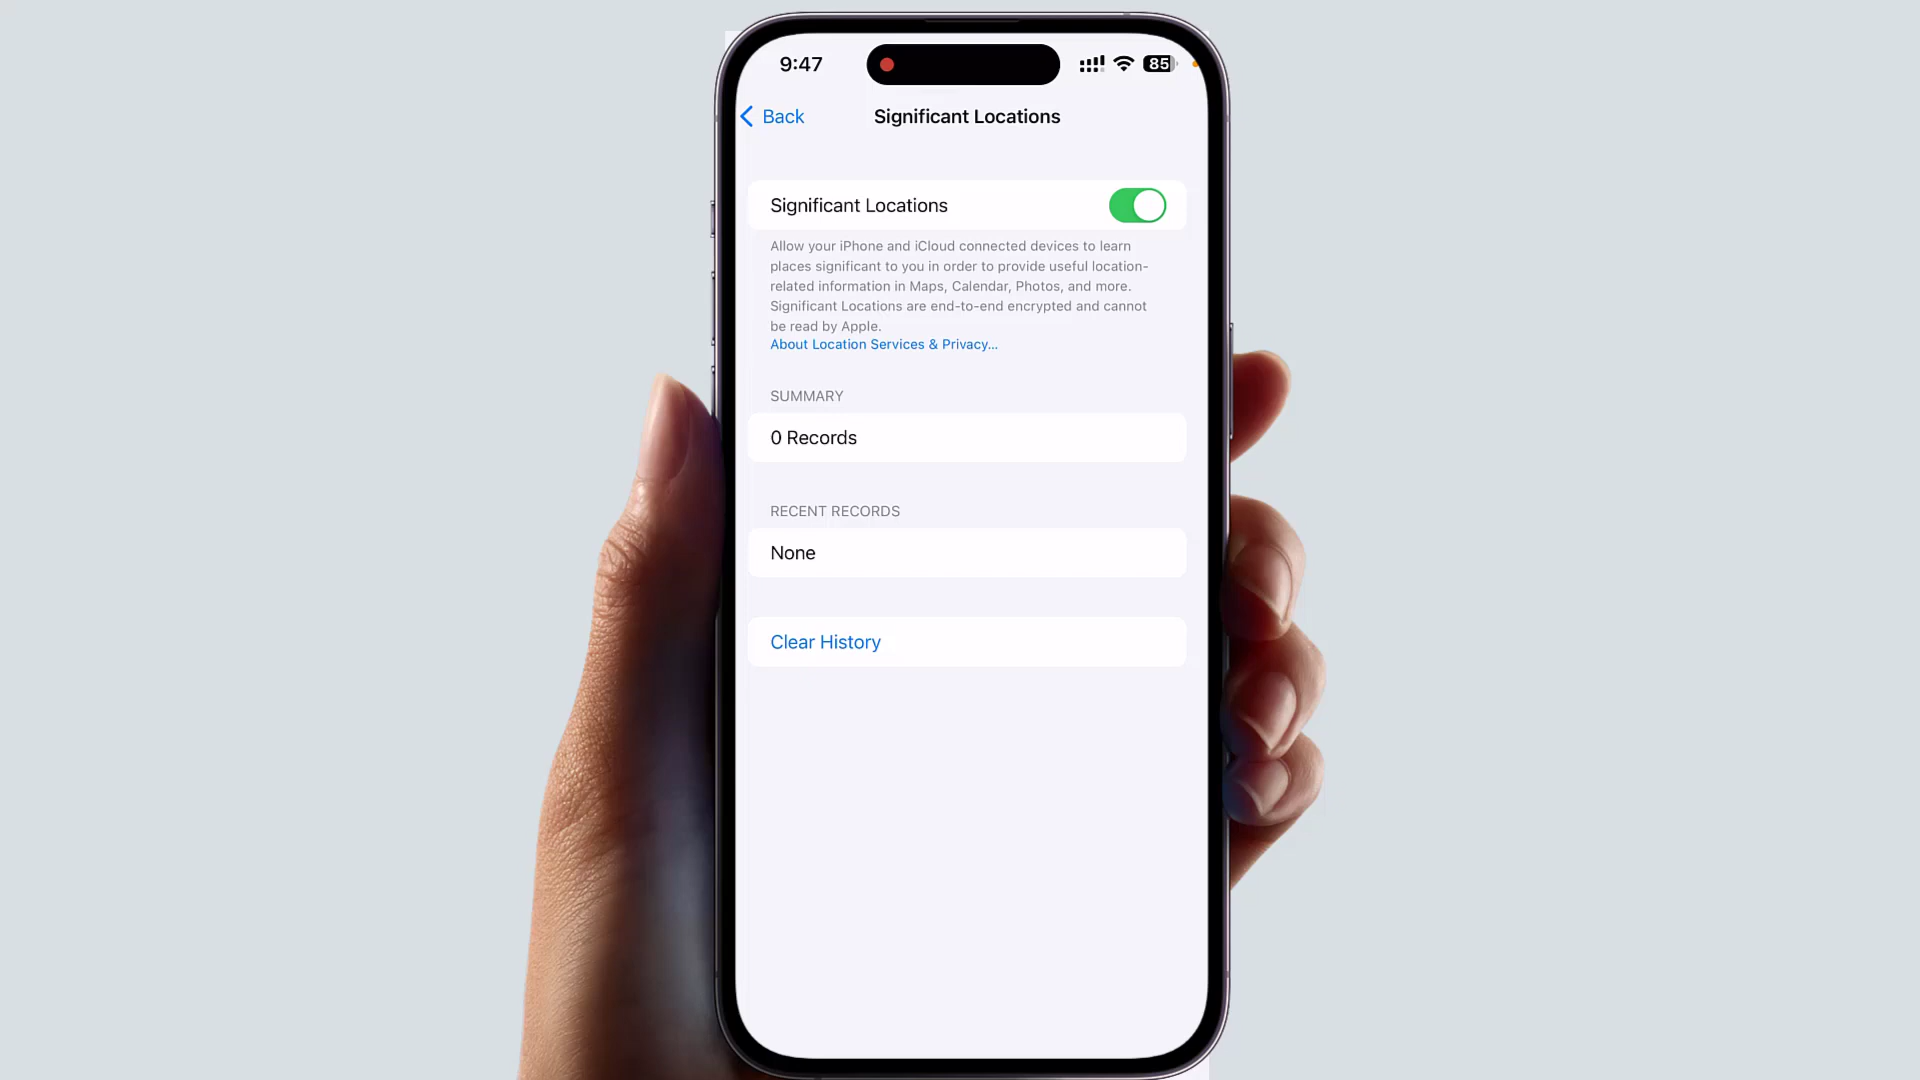 9:47
85
Back
Significant Locations
Significant Locations
Allow your iPhone and iCloud connected devices to learn
places significant to you in order to provide useful location-
related information in Maps, Calendar, Photos, and more.
Significant Locations are end-to-end encrypted and cannot
be read by Apple.
About Location Services & Privacy...
SUMMARY
0 Records
RECENT RECORDS
None
Clear History